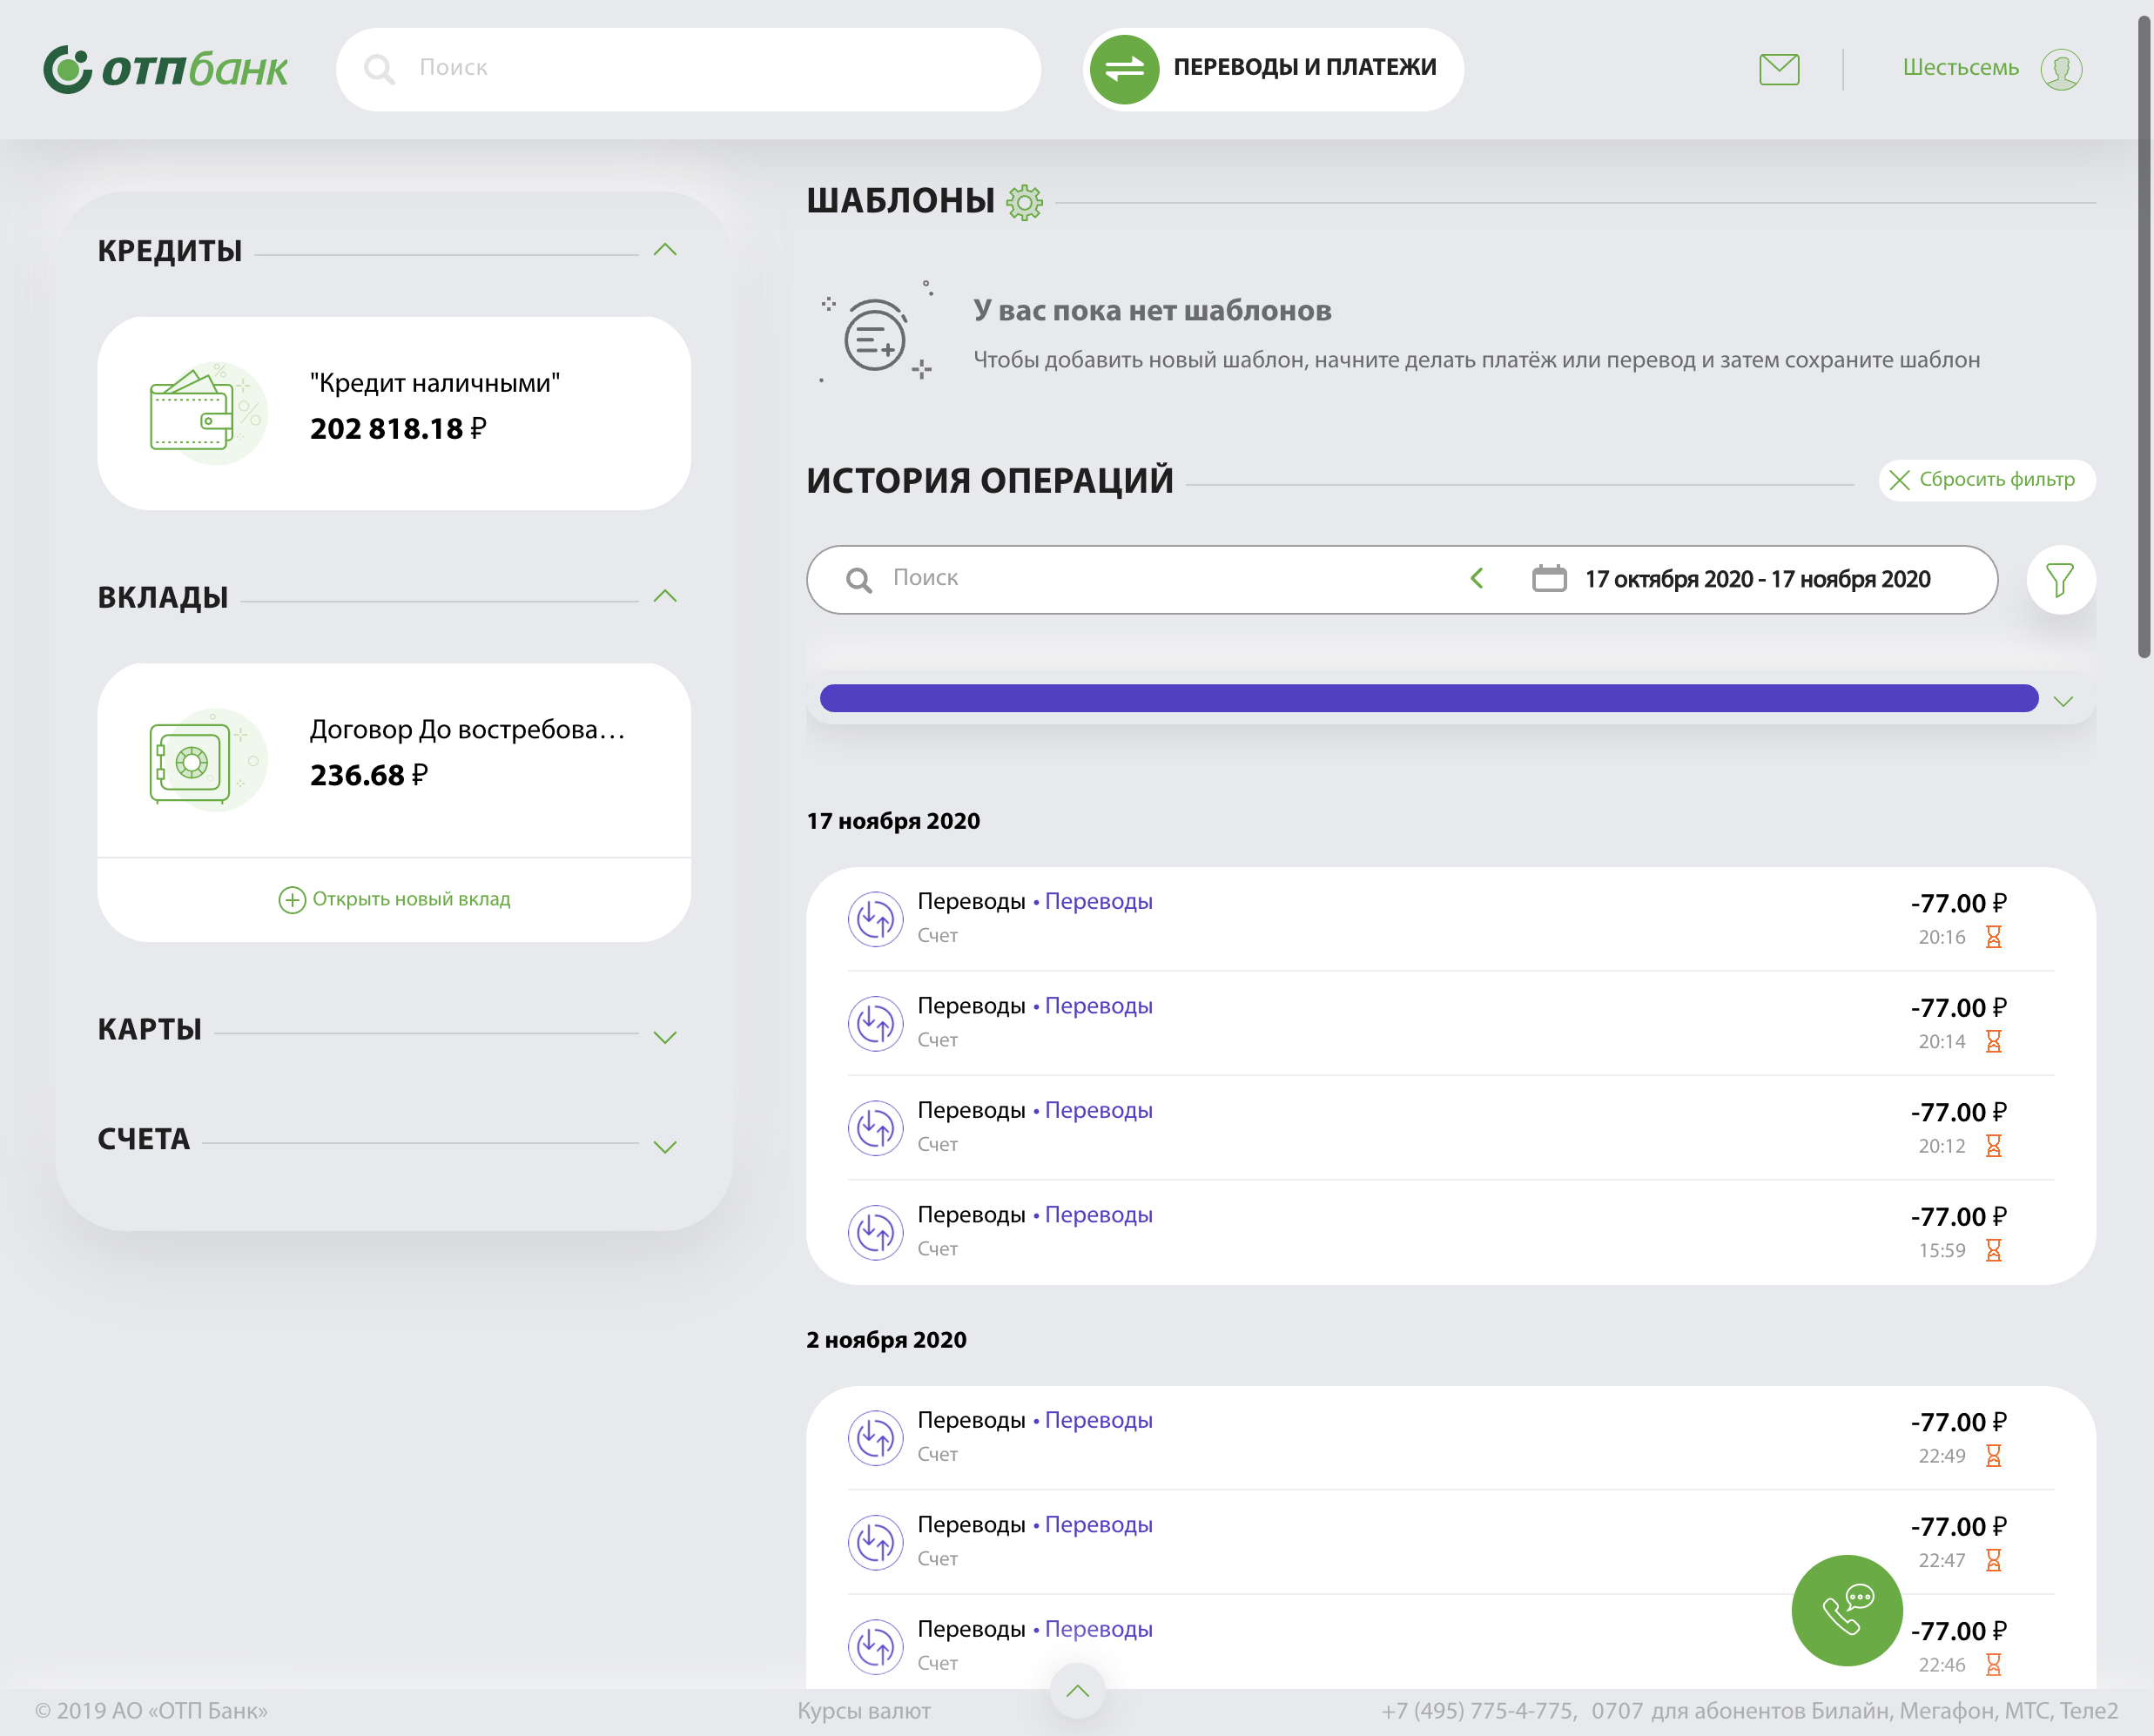 ОТПбанк
Поиск
ПЕРЕВОДЫ И ПЛАТЕЖИ
Шестьсемь
КРЕДИТЫ
"Кредит наличными"
202 818.18 ₽
ВКЛАДЫ
Договор До востребова…
236.68 ₽
Открыть новый вклад
КАРТЫ
СЧЕТА
ШАБЛОНЫ
У вас пока нет шаблонов
Чтобы добавить новый шаблон, начните делать платёж или перевод и затем сохраните шаблон
ИСТОРИЯ ОПЕРАЦИЙ
Сбросить фильтр
Поиск
17 октября 2020 - 17 ноября 2020
17 ноября 2020
Переводы • Переводы
-77.00 ₽
Счет
20:16
Переводы • Переводы
-77.00 ₽
Счет
20:14
Переводы • Переводы
-77.00 ₽
Счет
20:12
Переводы • Переводы
-77.00 ₽
Счет
15:59
2 ноября 2020
Переводы • Переводы
-77.00 ₽
Счет
22:49
Переводы • Переводы
-77.00 ₽
Счет
22:47
Переводы • Переводы
-77.00 ₽
Счет
22:46
© 2019 АО «ОТП Банк»
Курсы валют
+7 (495) 775-4-775, 0707 для абонентов Билайн, Мегафон, МТС, Теле2